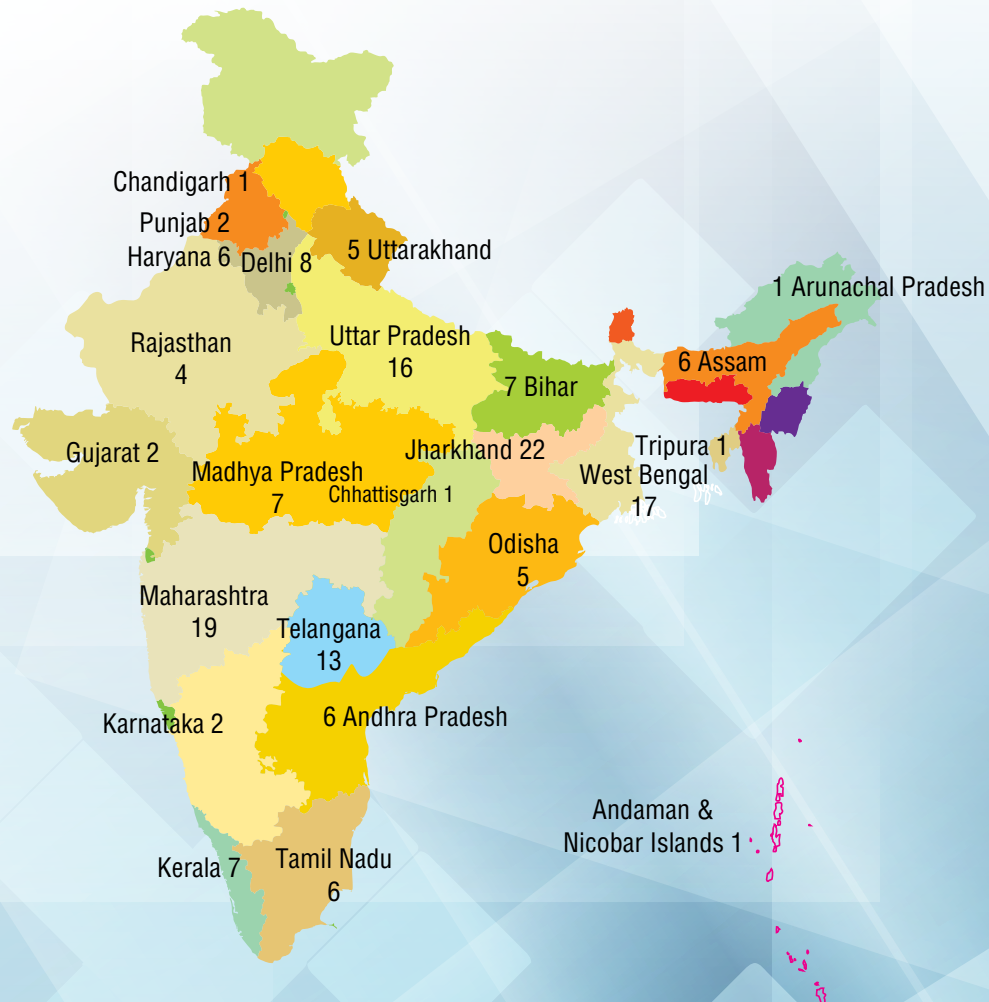 Chandigarh 1
Punjab 2
Haryana 6
Delhi 8
5 Uttarakhand
1 Arunachal Pradesh
Rajasthan
4
Uttar Pradesh
16
7 Bihar
6 Assam
Gujarat 2
Madhya Pradesh
7
Jharkhand 22
Chhattisgarh 1
Tripura 1
West Bengal
17
Odisha
5
Maharashtra
19
Telangana
13
Karnataka 2
6 Andhra Pradesh
Andaman &
Nicobar Islands 1
Kerala 7
Tamil Nadu
6